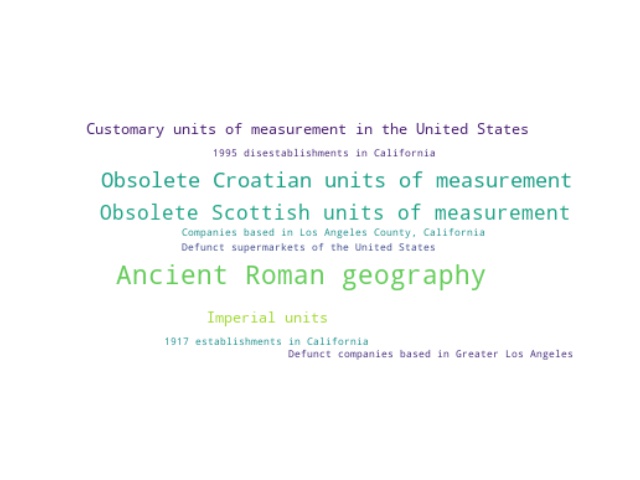 Customary units of measurement in the United States
1995 disestablishments in California
Obsolete Croatian units of measurement
Obsolete Scottish units of measurement
Companies based in Los Angeles County, California
Defunct supermarkets of the United States
Ancient Roman geography
Imperial units
1917 establishments in California
Defunct companies based in Greater Los Angeles